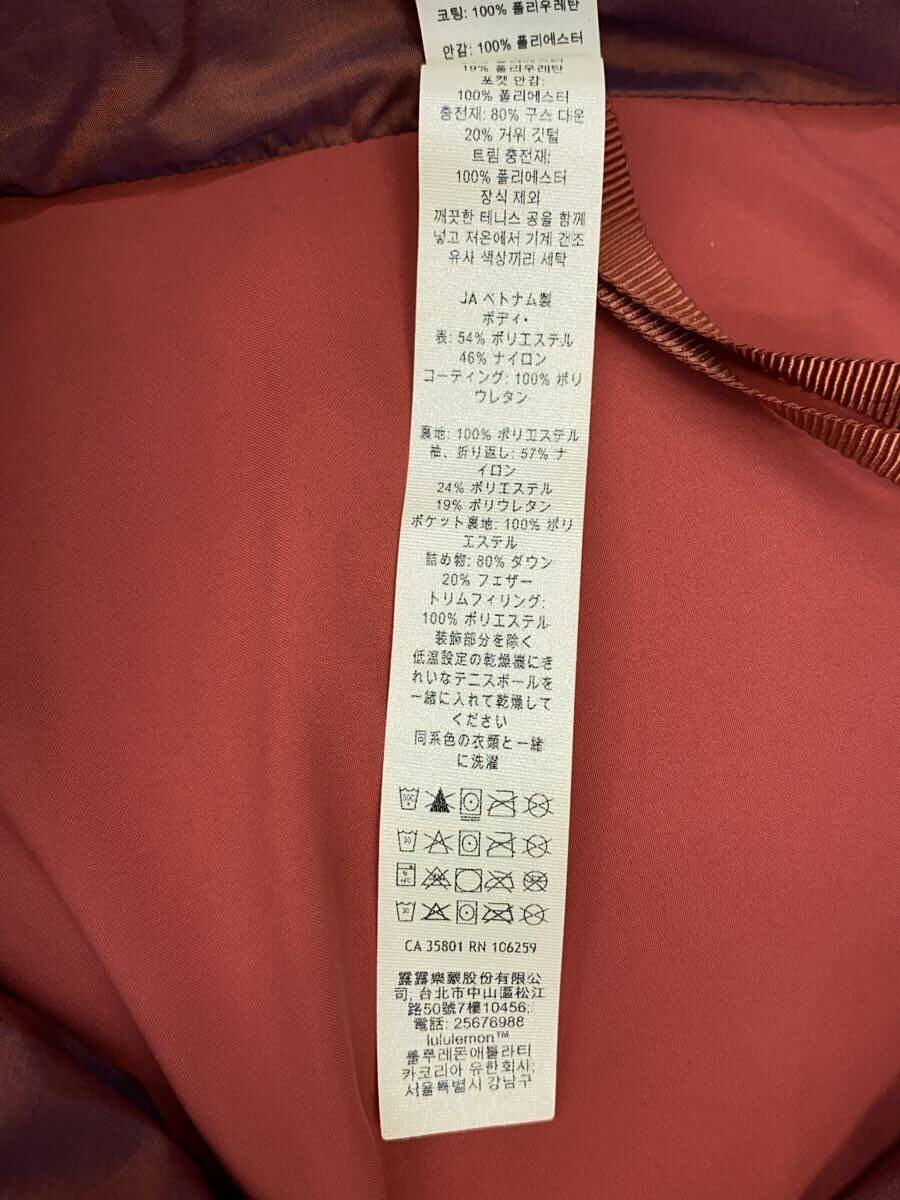 코팅: 100% 폴리우레탄
안감: 100% 폴리에스터
19% 폴리우레탄
포켓 안감:
100% 폴리에스터
충전재: 80% 구스 다운
20% 거위 깃털
트림 충전재:
100% 폴리에스터
장식 제외
깨끗한 테니스 공을 함께
넣고 저온에서 기계 건조
유사 색상끼리 세탁
JA ベトナム製
ボディ・
表: 54% ポリエステル
46% ナイロン
コーティング: 100% ポリ
ウレタン
裏地: 100% ポリエステル
袖、折り返し: 57% ナ
イロン
24% ポリエステル
19% ポリウレタン
ポケット裏地: 100% ポリ
エステル
詰め物: 80% ダウン
20% フェザー
トリムフィリング:
100% ポリエステル
装飾部分を除く
低温設定の乾燥機にき
れいなテニスボールを
一緒に入れて乾燥して
ください
同系色の衣類と一緒
に洗濯
30C
30
30
CA 35801 RN 106259
露露樂蒙股份有限公
司; 台北市中山區松江
路50號7樓10456;
電話: 25676988
lululemon™
룰루레몬애틀라티
카코리아 유한회사;
서울특별시 강남구